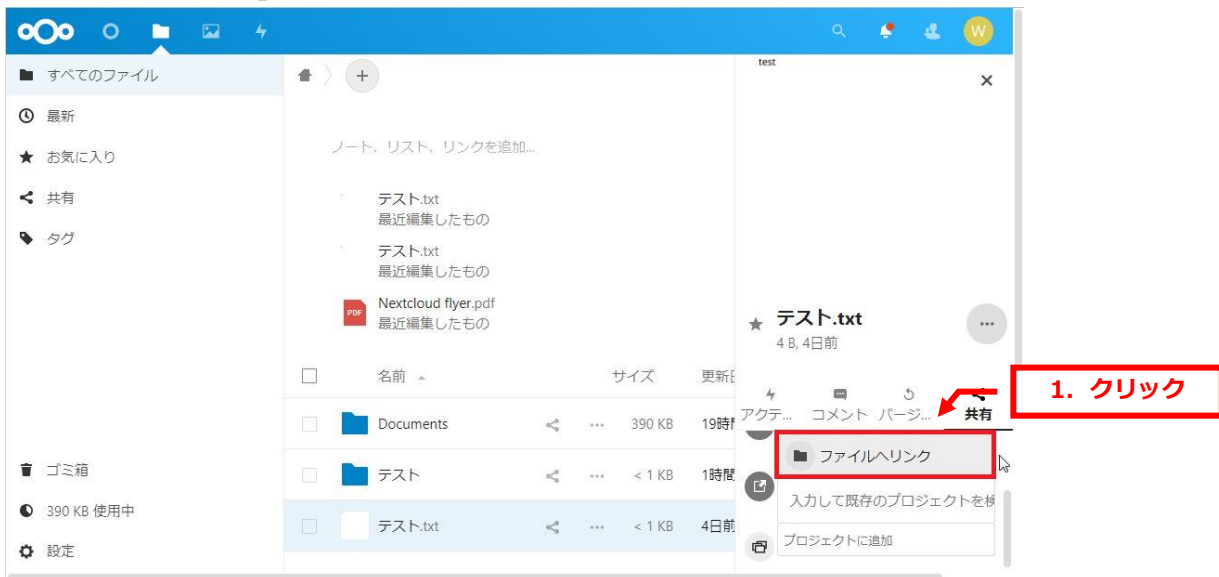 W
すべてのファイル
最新
お気に入り
共有
タグ
ゴミ箱
390 KB 使用中
設定
ノート、リスト、リンクを追加...
テスト.txt
最近編集したもの
テスト.txt
最近編集したもの
PDF
Nextcloud flyer.pdf
最近編集したもの
名前 サイズ 更新
Documents 390 KB 19時
テスト < 1 KB 1時間
テスト.txt < 1 KB 4日前
test
テスト.txt
4 B, 4日前
アクテ... コメント バージ... 共有
ファイルへリンク
入力して既存のプロジェクトを検
プロジェクトに追加
1. クリック